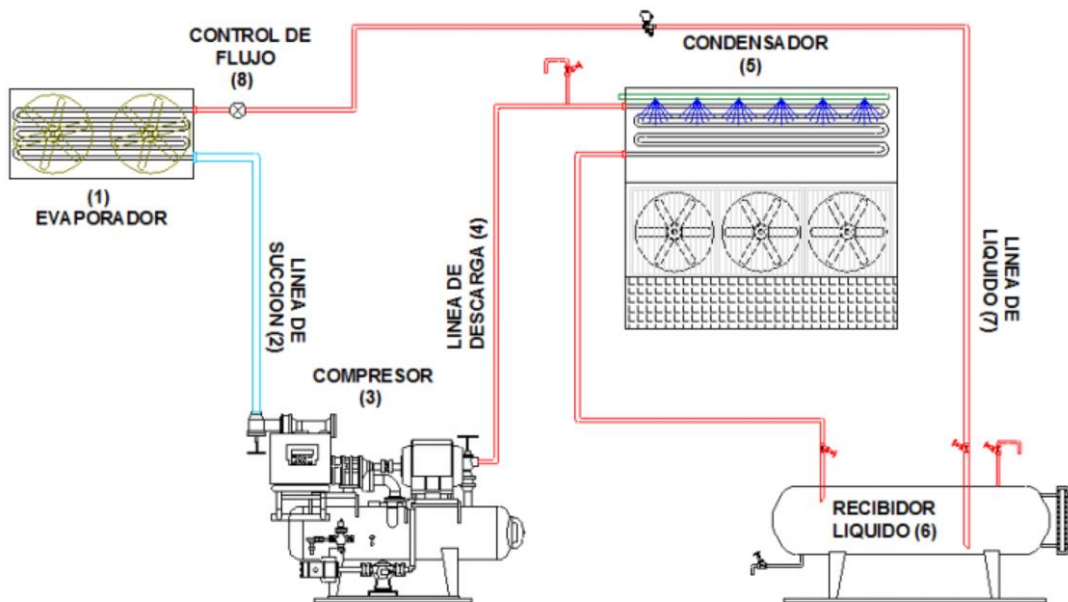 CONTROL DE
FLUJO
(8)
CONDENSADOR
(5)
(1)
EVAPORADOR
LINEA DE
SUCCION (2)
COMPRESOR
(3)
LINEA DE
DESCARGA (4)
LINEA DE
LIQUIDO (7)
RECIBIDOR
LIQUIDO (6)